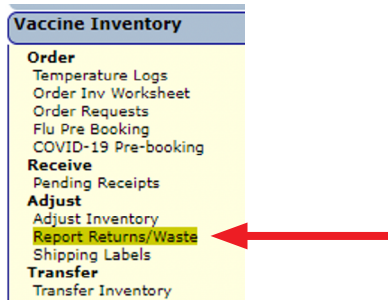 Vaccine Inventory
Order
Temperature Logs
Order Inv Worksheet
Order Requests
Flu Pre Booking
COVID-19 Pre-booking
Receive
Pending Receipts
Adjust
Adjust Inventory
Report Returns/Waste
Shipping Labels
Transfer
Transfer Inventory